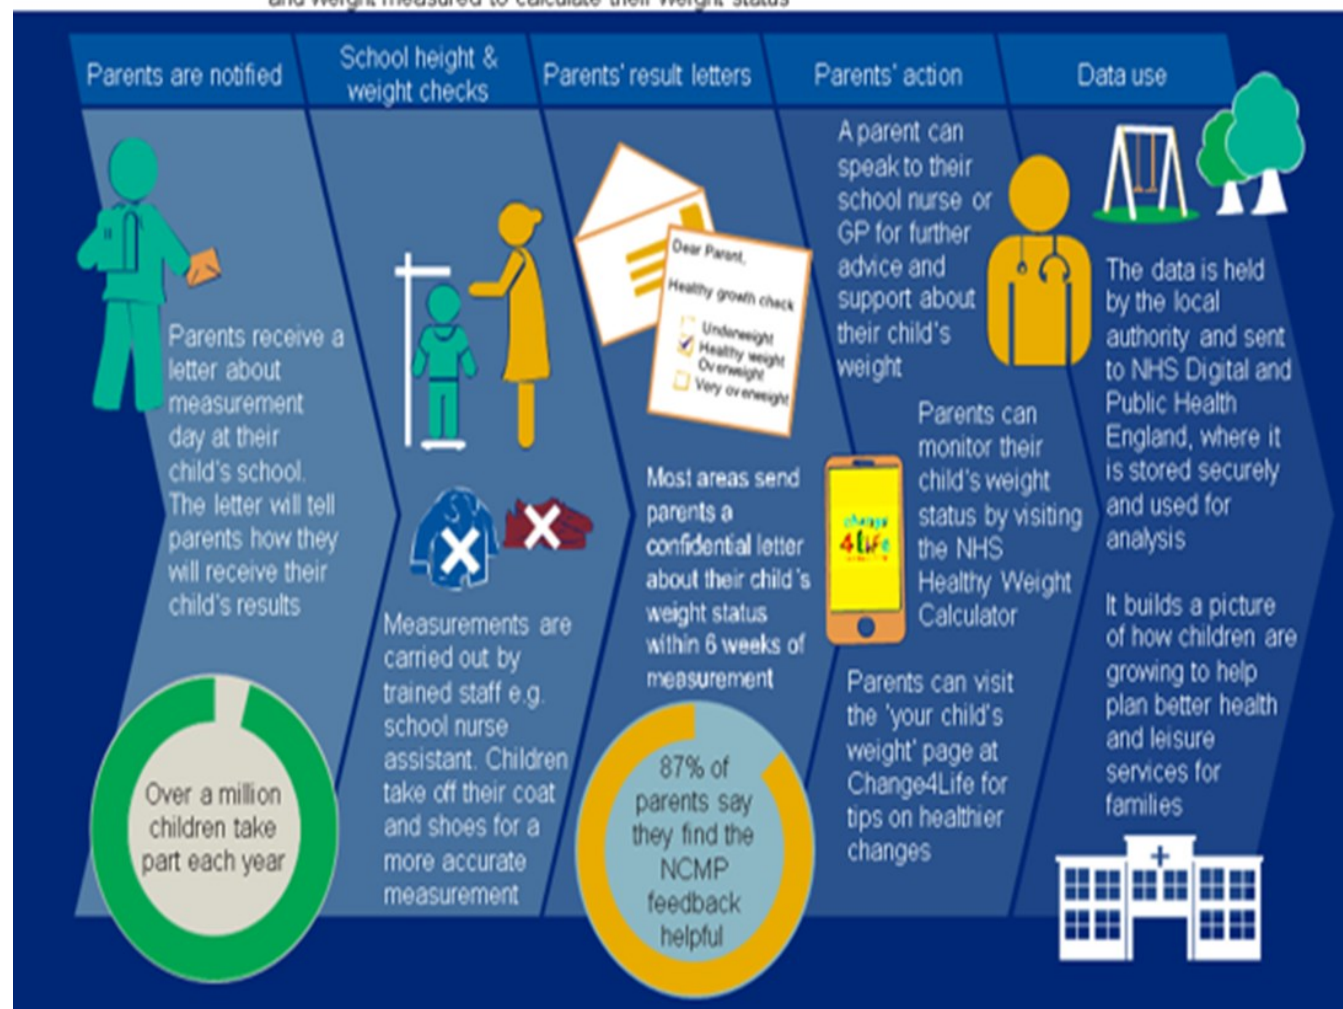 and weight measured to calculate their weight status
Parents are notified
School height &
weight checks
Parents' result letters
Parents' action
Data use
Parents receive a
letter about
measurement
day at their
child's school.
The letter will tell
parents how they
will receive their
child's results
Over a million
children take
part each year
Measurements are
carried out by
trained staff e.g.
school nurse
assistant. Children
take off their coat
and shoes for a
more accurate
measurement
Dear Parent,
Healthy growth check
Underweight
Healthy weight
Overweight
Very overweight
Most areas send
parents a
confidential letter
about their child's
weight status
within 6 weeks of
measurement
87% of
parents say
they find the
NCMP
feedback
helpful
A parent can
speak to their
school nurse or
GP for further
advice and
support about
their child's
weight
change
4Life
Parents can
monitor their
child's weight
status by visiting
the NHS
Healthy Weight
Calculator
Parents can visit
the 'your child's
weight' page at
Change4Life for
tips on healthier
changes
The data is held
by the local
authority and sent
to NHS Digital and
Public Health
England, where it
is stored securely
and used for
analysis
It builds a picture
of how children are
growing to help
plan better health
and leisure
services for
families